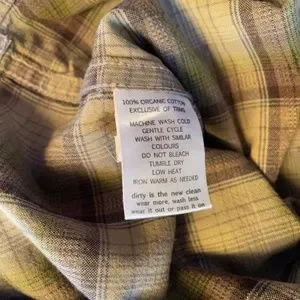 100% ORGANIC COTTON
EXCLUSIVE OF TRIMS
MACHINE WASH COLD
GENTLE CYCLE
WASH WITH SIMILAR
COLOURS
DO NOT BLEACH
TUMBLE DRY
LOW HEAT
IRON WARM AS NEEDED
dirty is the new clean
wear more, wash less
wear it out or pass it on